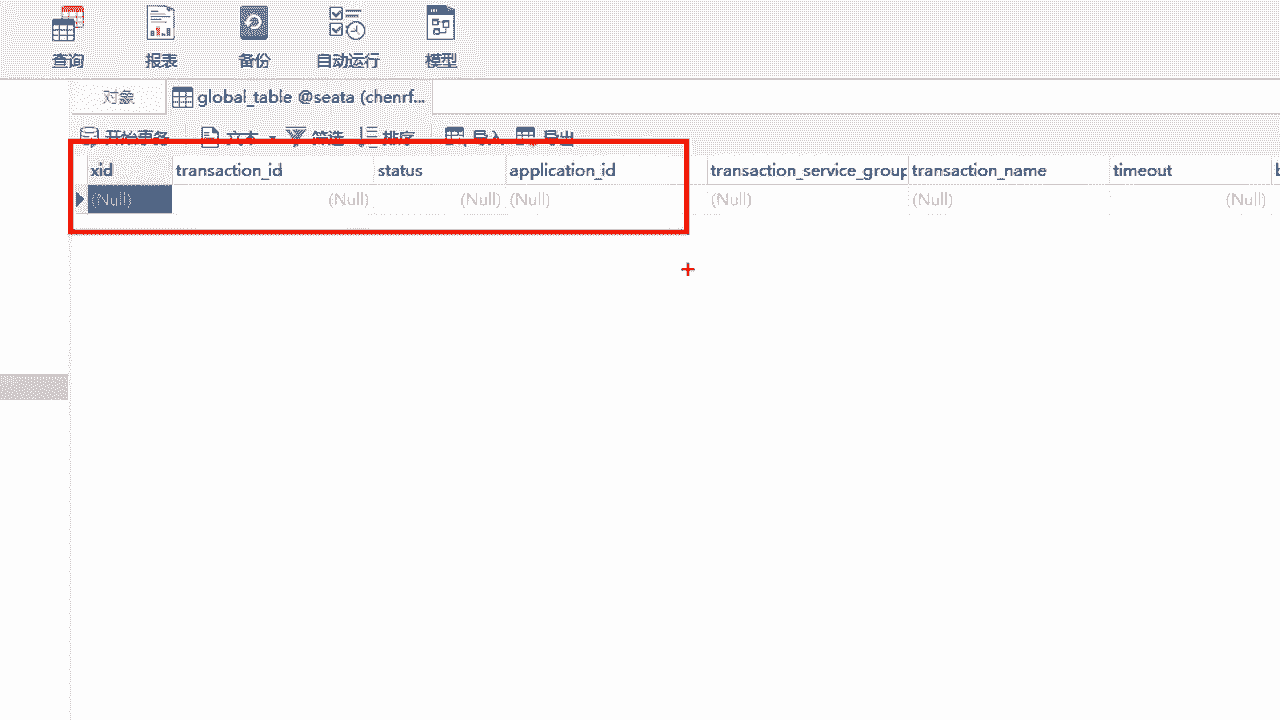 查询 报表 备份 自动运行 模型
对象 global_table @seata (chenrf...
开始事务 文本 筛选 排序 导入 导出
xid transaction_id status application_id transaction_service_group transaction_name timeout b
(Null) (Null) (Null) (Null) (Null) (Null) (Null)